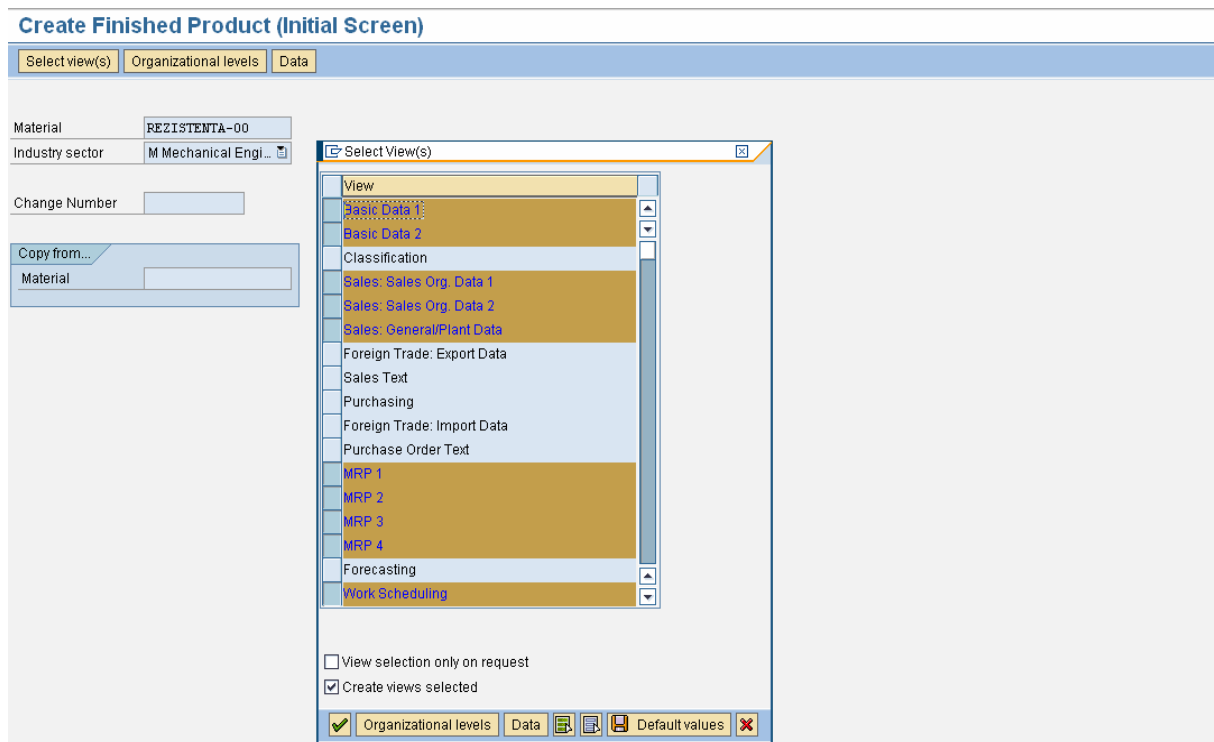 Create Finished Product (Initial Screen)
Select view(s) Organizational levels Data
Material REZISTENTA-00
Industry sector M Mechanical Engi...
Change Number
Copy from...
Material
Select View(s)
View
Basic Data 1
Basic Data 2
Classification
Sales: Sales Org. Data 1
Sales: Sales Org. Data 2
Sales: General/Plant Data
Foreign Trade: Export Data
Sales Text
Purchasing
Foreign Trade: Import Data
Purchase Order Text
MRP 1
MRP 2
MRP 3
MRP 4
Forecasting
Work Scheduling
View selection only on request
Create views selected
Organizational levels Data Default values